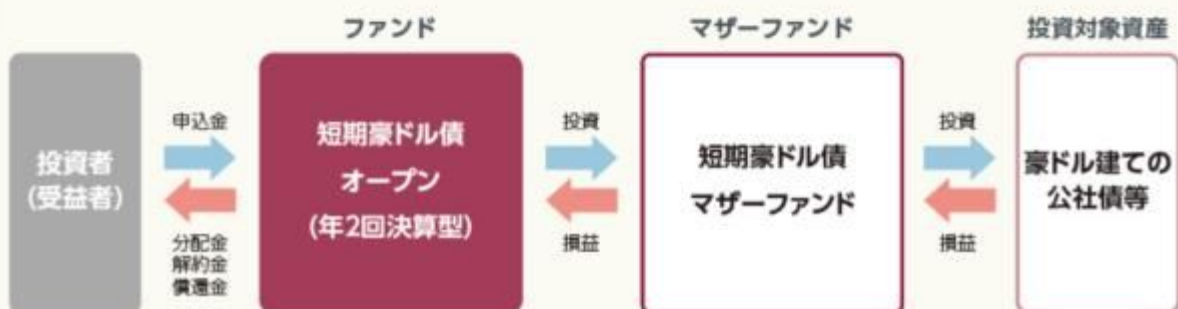 ファンド
マザーファンド
投資対象資産
投資者
(受益者)
申込金
分配金
解約金
償還金
短期豪ドル債
オープン
(年2回決算型)
投資
損益
短期豪ドル債
マザーファンド
投資
損益
豪ドル建ての
公社債等